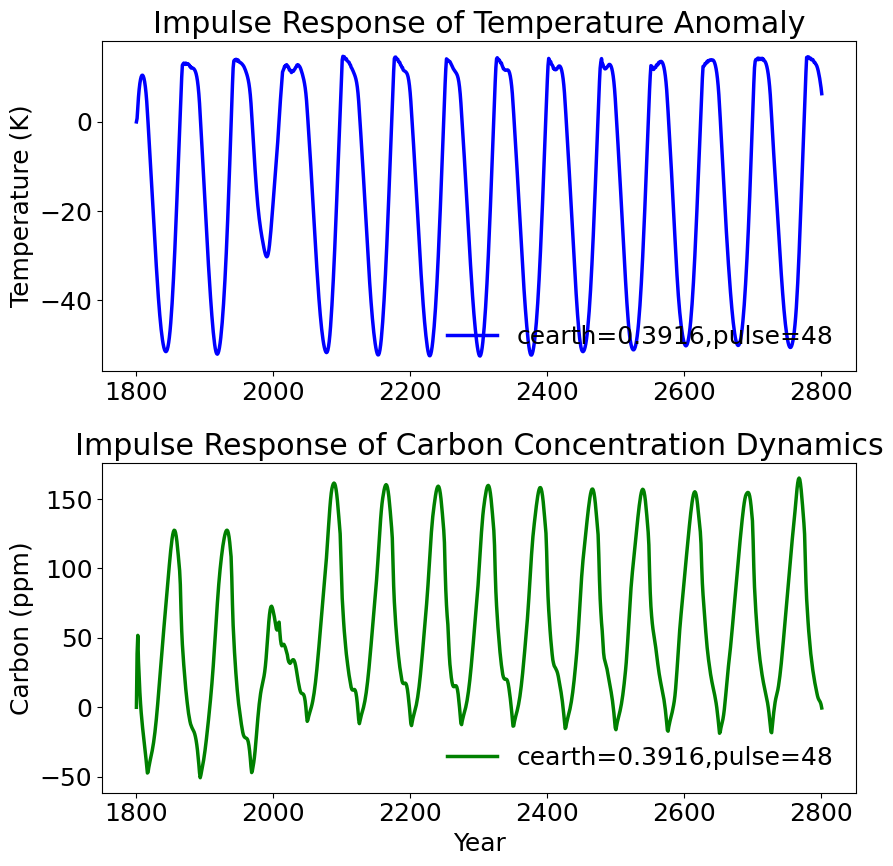 Impulse Response of Temperature Anomaly
Temperature (K)
0
−20
−40
cearth=0.3916,pulse=48
1800 2000 2200 2400 2600 2800
Impulse Response of Carbon Concentration Dynamics
Carbon (ppm)
150
100
50
0
−50
cearth=0.3916,pulse=48
1800 2000 2200 2400 2600 2800
Year